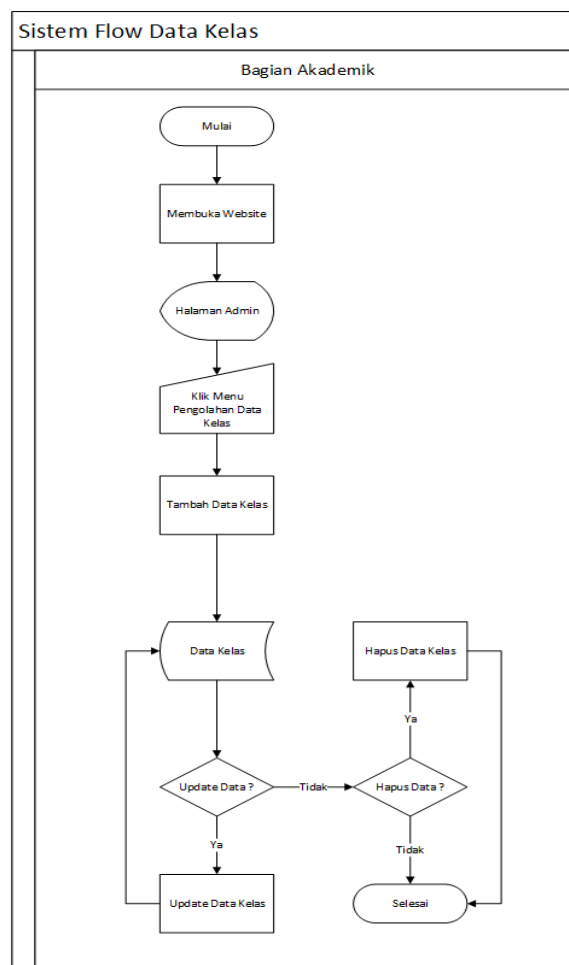 Sistem Flow Data Kelas
Bagian Akademik
Mulai
Membuka Website
Halaman Admin
Klik Menu
Pengolahan Data
Kelas
Tambah Data Kelas
Data Kelas
Hapus Data Kelas
Ya
Update Data ?
Tidak
Hapus Data ?
Ya
Tidak
Update Data Kelas
Selesai